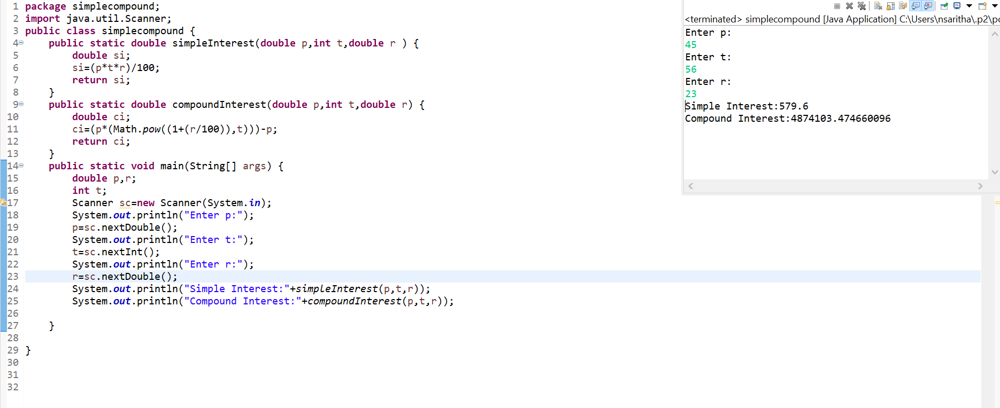 1 package simplecompound;
2 import java.util.Scanner;
3 public class simplecompound {
4 public static double simpleInterest(double p,int t,double r ) {
5 double si;
6 si=(p*t*r)/100;
7 return si;
8 }
9 public static double compoundInterest(double p,int t,double r) {
10 double ci;
11 ci=(p*(Math.pow((1+(r/100)),t)))-p;
12 return ci;
13 }
14 public static void main(String[] args) {
15 double p,r;
16 int t;
17 Scanner sc=new Scanner(System.in);
18 System.out.println("Enter p:");
19 p=sc.nextDouble();
20 System.out.println("Enter t:");
21 t=sc.nextInt();
22 System.out.println("Enter r:");
23 r=sc.nextDouble();
24 System.out.println("Simple Interest:"+simpleInterest(p,t,r));
25 System.out.println("Compound Interest:"+compoundInterest(p,t,r));
26
27 }
28
29 }
30
31
32
<terminated> simplecompound [Java Application] C:\Users\nsaritha\.p2\po
Enter p:
45
Enter t:
56
Enter r:
23
Simple Interest:579.6
Compound Interest:4874103.474660096